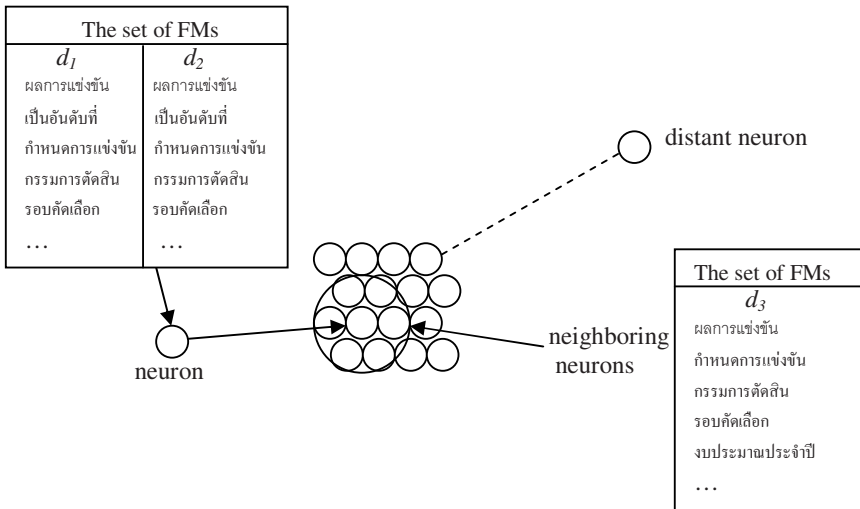 The set of FMs
d1 d2
ผลการแข่งขัน ผลการแข่งขัน
เป็นอันดับที่ เป็นอันดับที่
กำหนดการแข่งขัน กำหนดการแข่งขัน
กรรมการตัดสิน กรรมการตัดสิน
รอบคัดเลือก รอบคัดเลือก
... ...
distant neuron
neuron
neighboring
neurons
The set of FMs
d3
ผลการแข่งขัน
กำหนดการแข่งขัน
กรรมการตัดสิน
รอบคัดเลือก
งบประมาณประจำปี
...